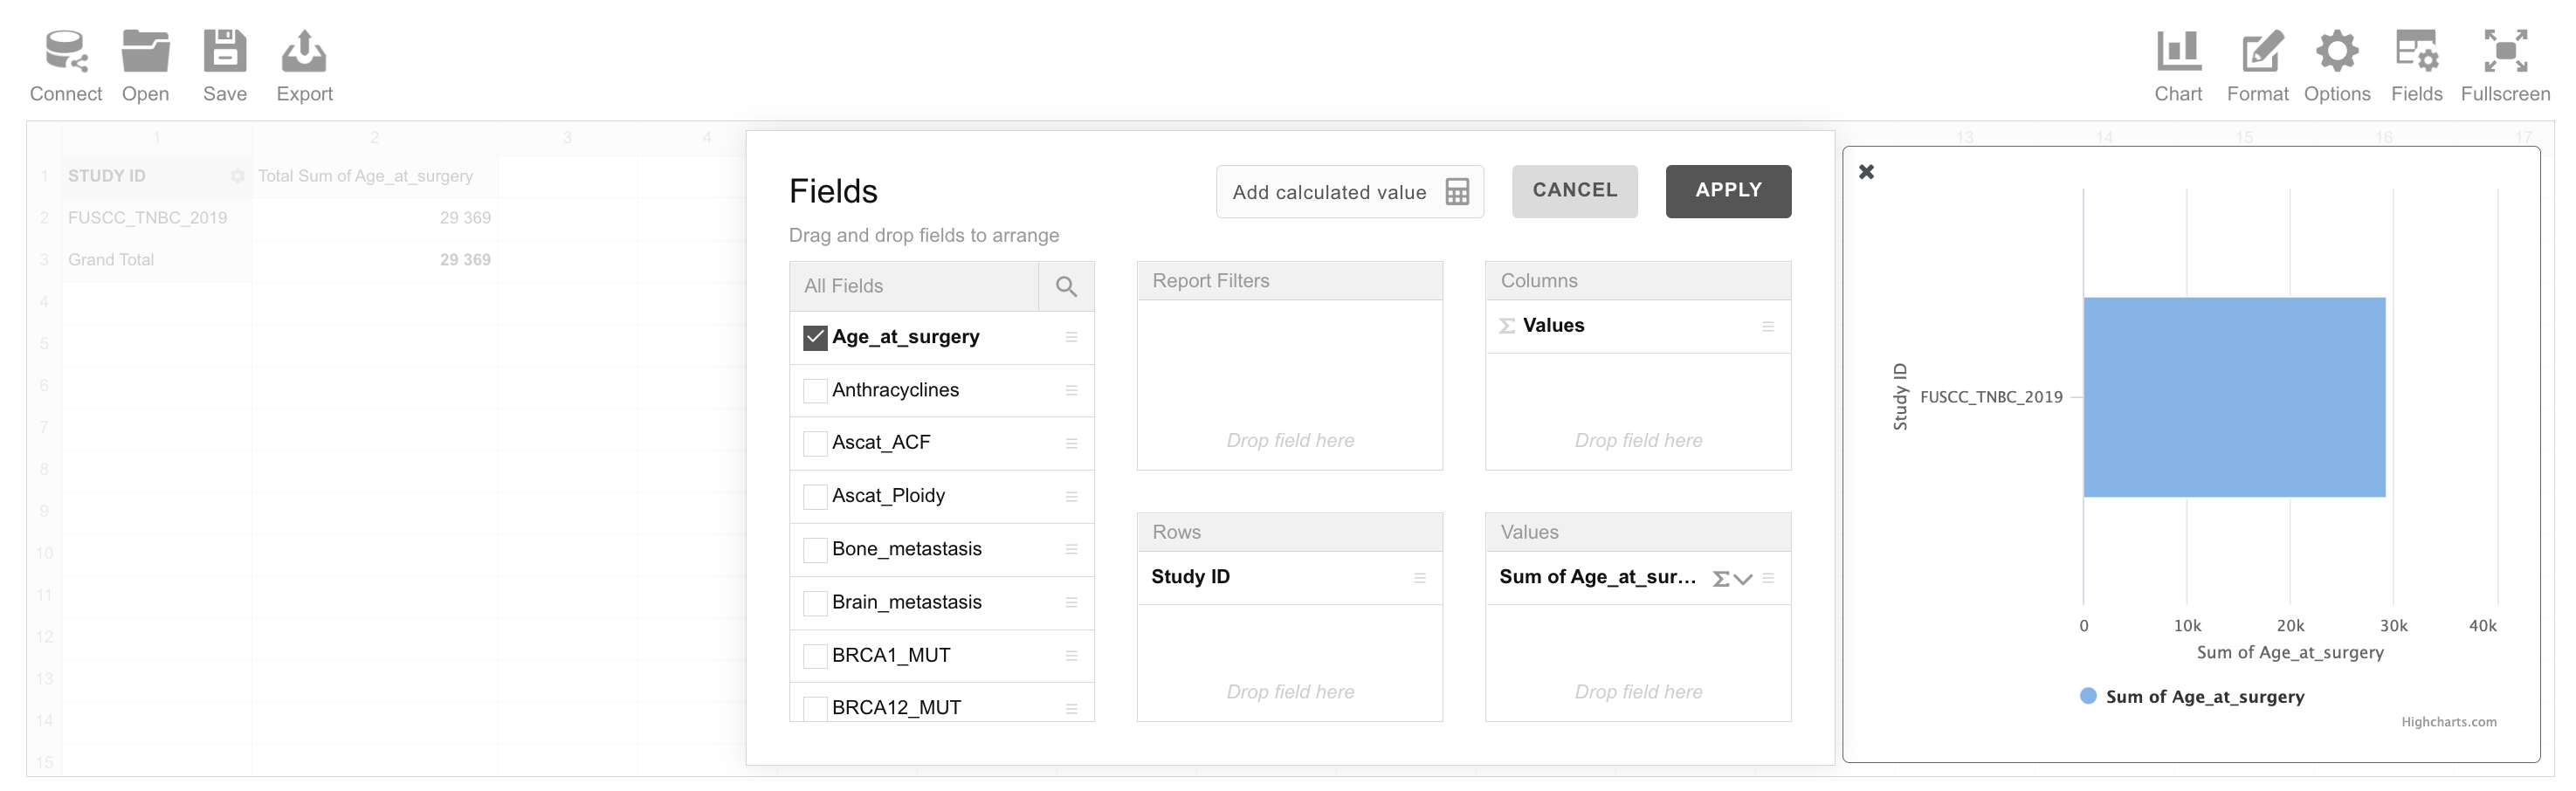 Connect Open Save Export
Chart Format Options Fields Fullscreen
1 2 3 4 13 14 15 16 17
1 STUDY ID Total Sum of Age_at_surgery
2 FUSCC_TNBC_2019 29 369
3 Grand Total 29 369
4
5
6
7
8
9
10
11
12
13
14
15
Fields
Add calculated value
CANCEL
APPLY
Drag and drop fields to arrange
All Fields
Age_at_surgery
Anthracyclines
Ascat_ACF
Ascat_Ploidy
Bone_metastasis
Brain_metastasis
BRCA1_MUT
BRCA12_MUT
Report Filters
Drop field here
Columns
Σ Values
Drop field here
Rows
Study ID
Drop field here
Values
Sum of Age_at_sur... Σ
Drop field here
Study ID
FUSCC_TNBC_2019
0 10k 20k 30k 40k
Sum of Age_at_surgery
Sum of Age_at_surgery
Highcharts.com